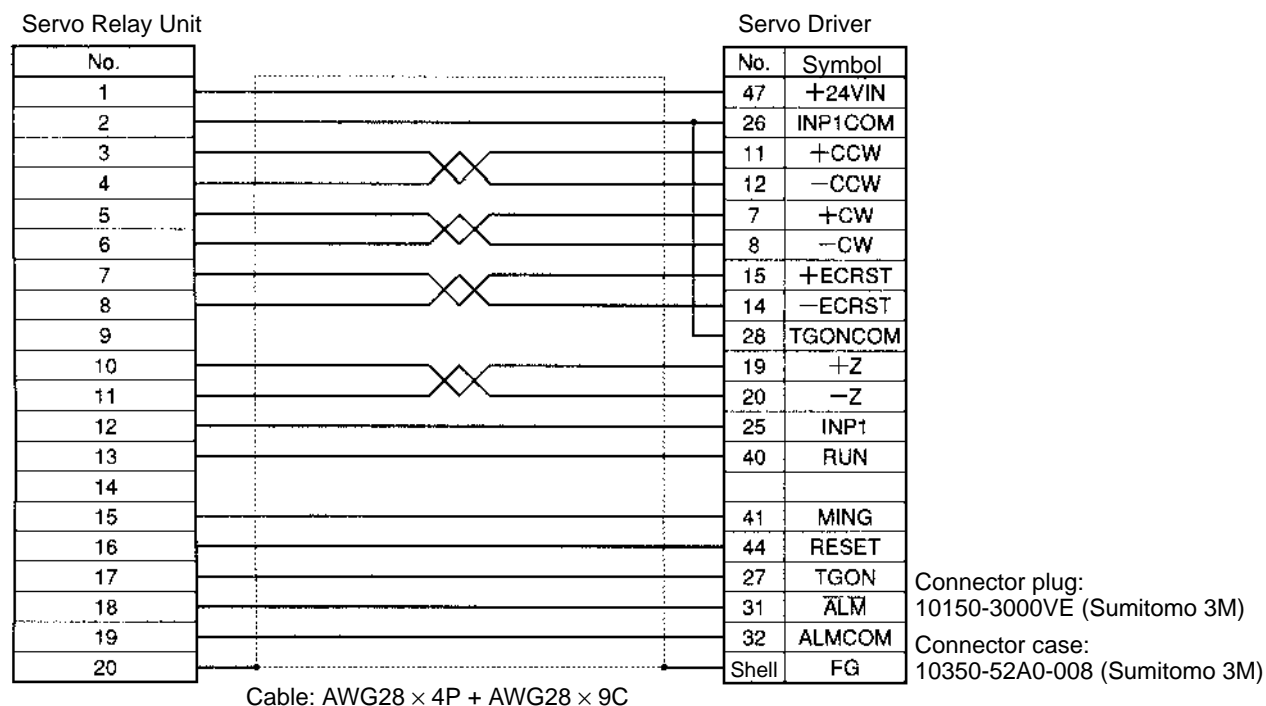 Servo Relay Unit Servo Driver
No. No. Symbol
1 47 +24VIN
2 26 INP1COM
3 11 +CCW
4 12 −CCW
5 7 +CW
6 8 −CW
7 15 +ECRST
8 14 −ECRST
9 28 TGONCOM
10 19 +Z
11 20 −Z
12 25 INP1
13 40 RUN
14
15 41 MING
16 44 RESET
17 27 TGON
18 31 A̅L̅M̅
19 32 ALMCOM
20 Shell FG
Connector plug:
10150-3000VE (Sumitomo 3M)
Connector case:
10350-52A0-008 (Sumitomo 3M)
Cable: AWG28 × 4P + AWG28 × 9C